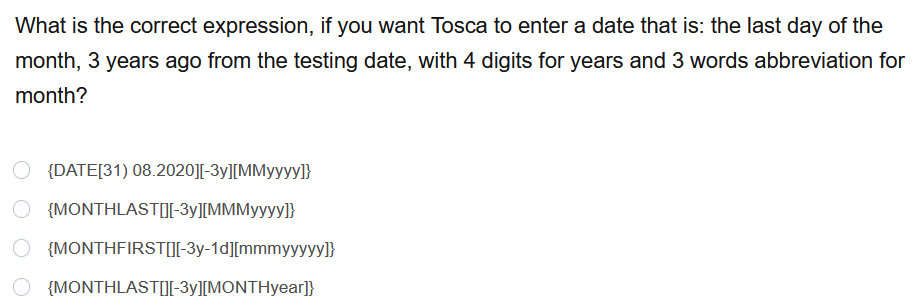 What is the correct expression, if you want Tosca to enter a date that is: the last day of the
month, 3 years ago from the testing date, with 4 digits for years and 3 words abbreviation for
month?
{DATE[31) 08.2020][-3y][MMyyyy]}
{MONTHLAST[][-3y][MMMyyyy]}
{MONTHFIRST[][-3y-1d][mmmyyyyy]}
{MONTHLAST[][-3y][MONTHyear]}